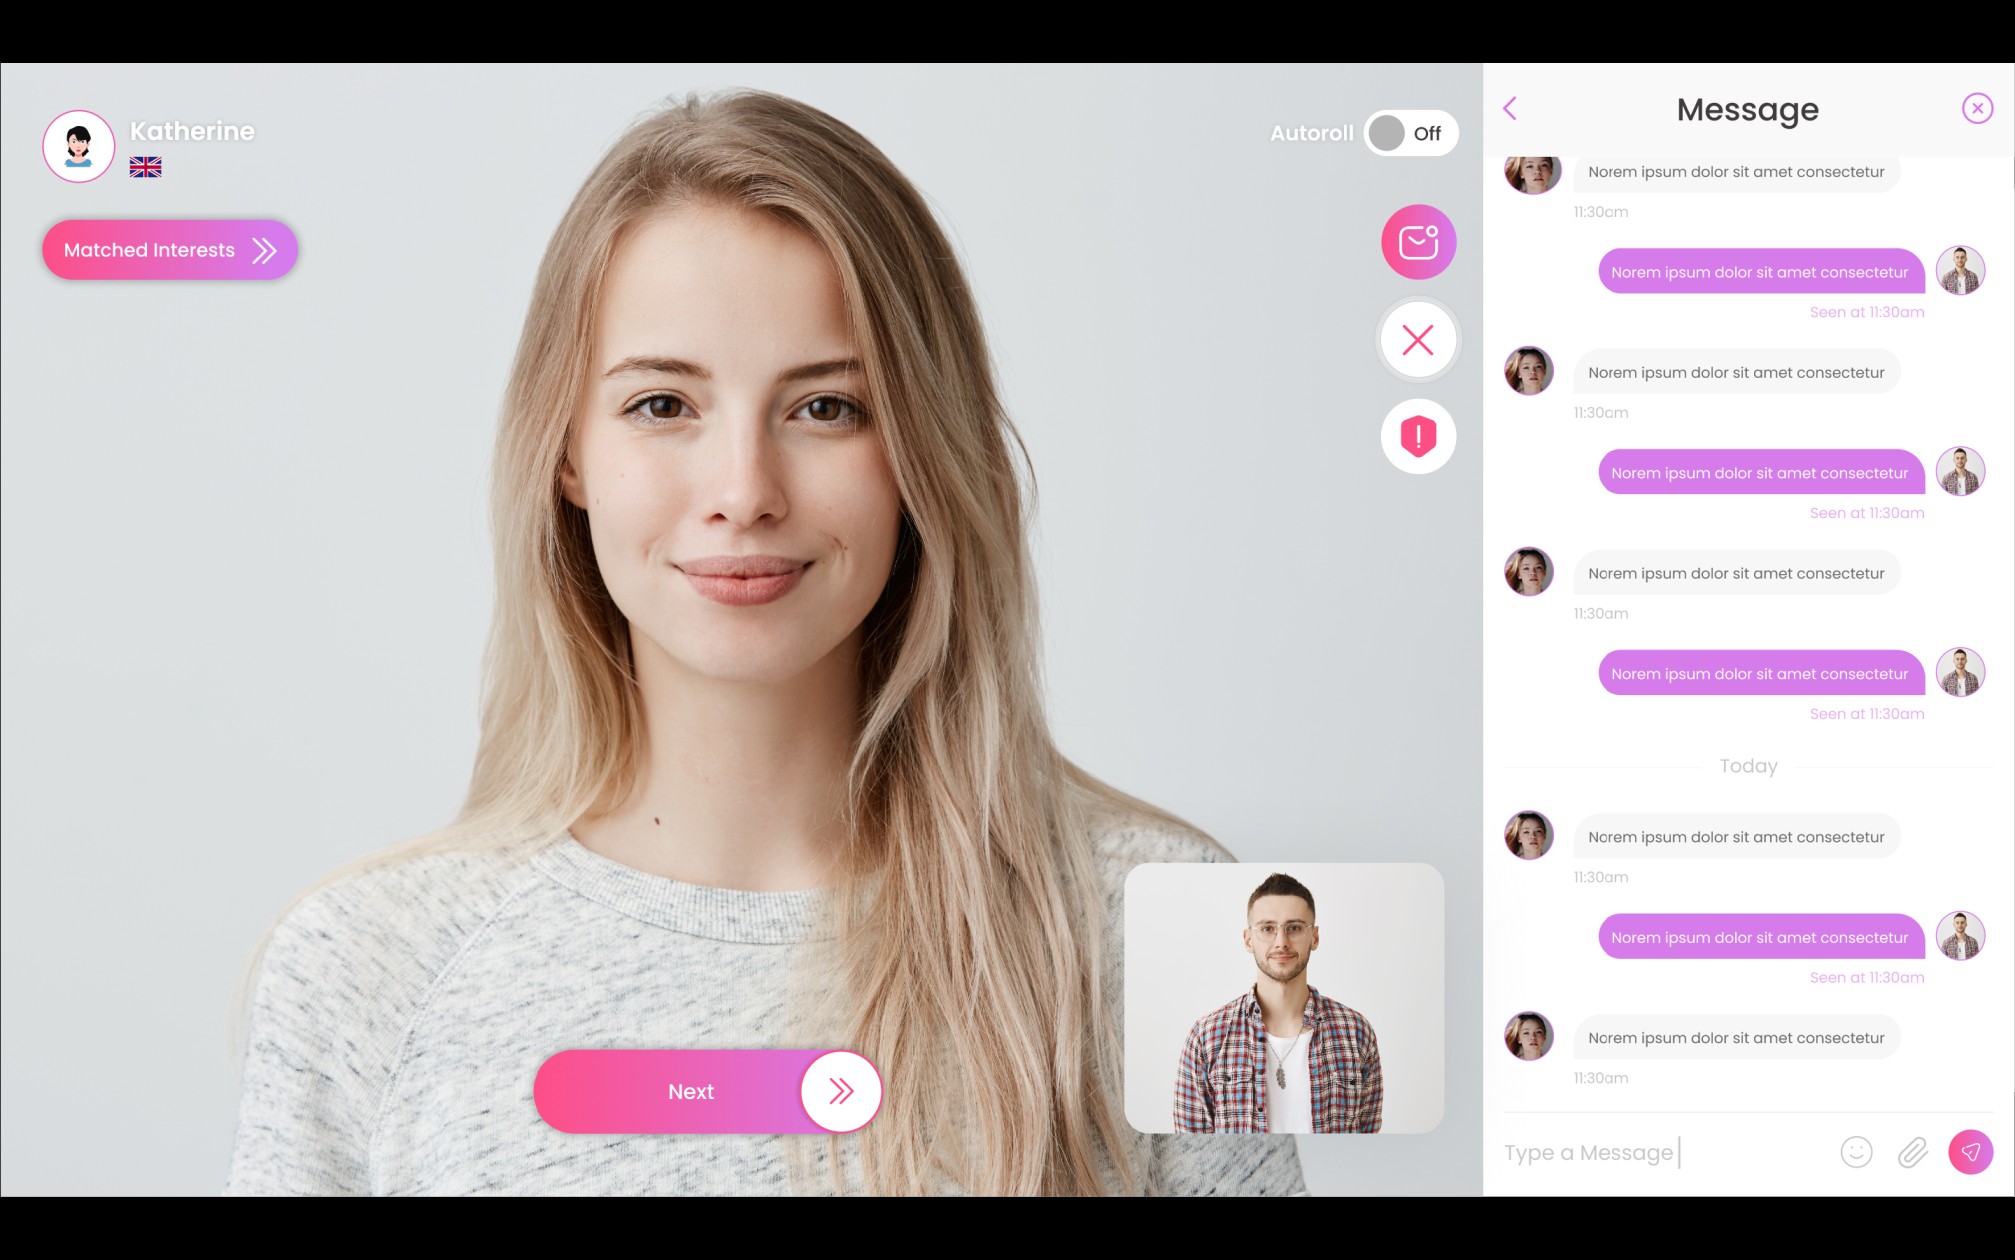 Katherine
Matched Interests
Autoroll
Off
Next
Message
Norem ipsum dolor sit amet consectetur
11:30am
Norem ipsum dolor sit amet consectetur
Seen at 11:30am
Norem ipsum dolor sit amet consectetur
11:30am
Norem ipsum dolor sit amet consectetur
Seen at 11:30am
Norem ipsum dolor sit amet consectetur
11:30am
Norem ipsum dolor sit amet consectetur
Seen at 11:30am
Today
Norem ipsum dolor sit amet consectetur
11:30am
Norem ipsum dolor sit amet consectetur
Seen at 11:30am
Norem ipsum dolor sit amet consectetur
11:30am
Type a Message